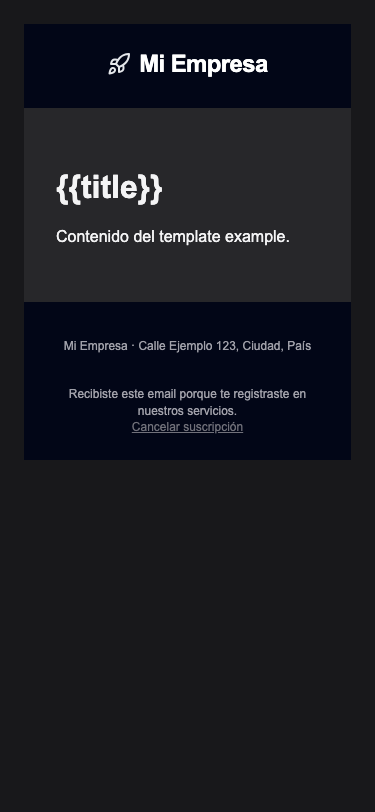 Mi Empresa
{{title}}
Contenido del template example.
Mi Empresa · Calle Ejemplo 123, Ciudad, País
Recibiste este email porque te registraste en
nuestros servicios.
Cancelar suscripción